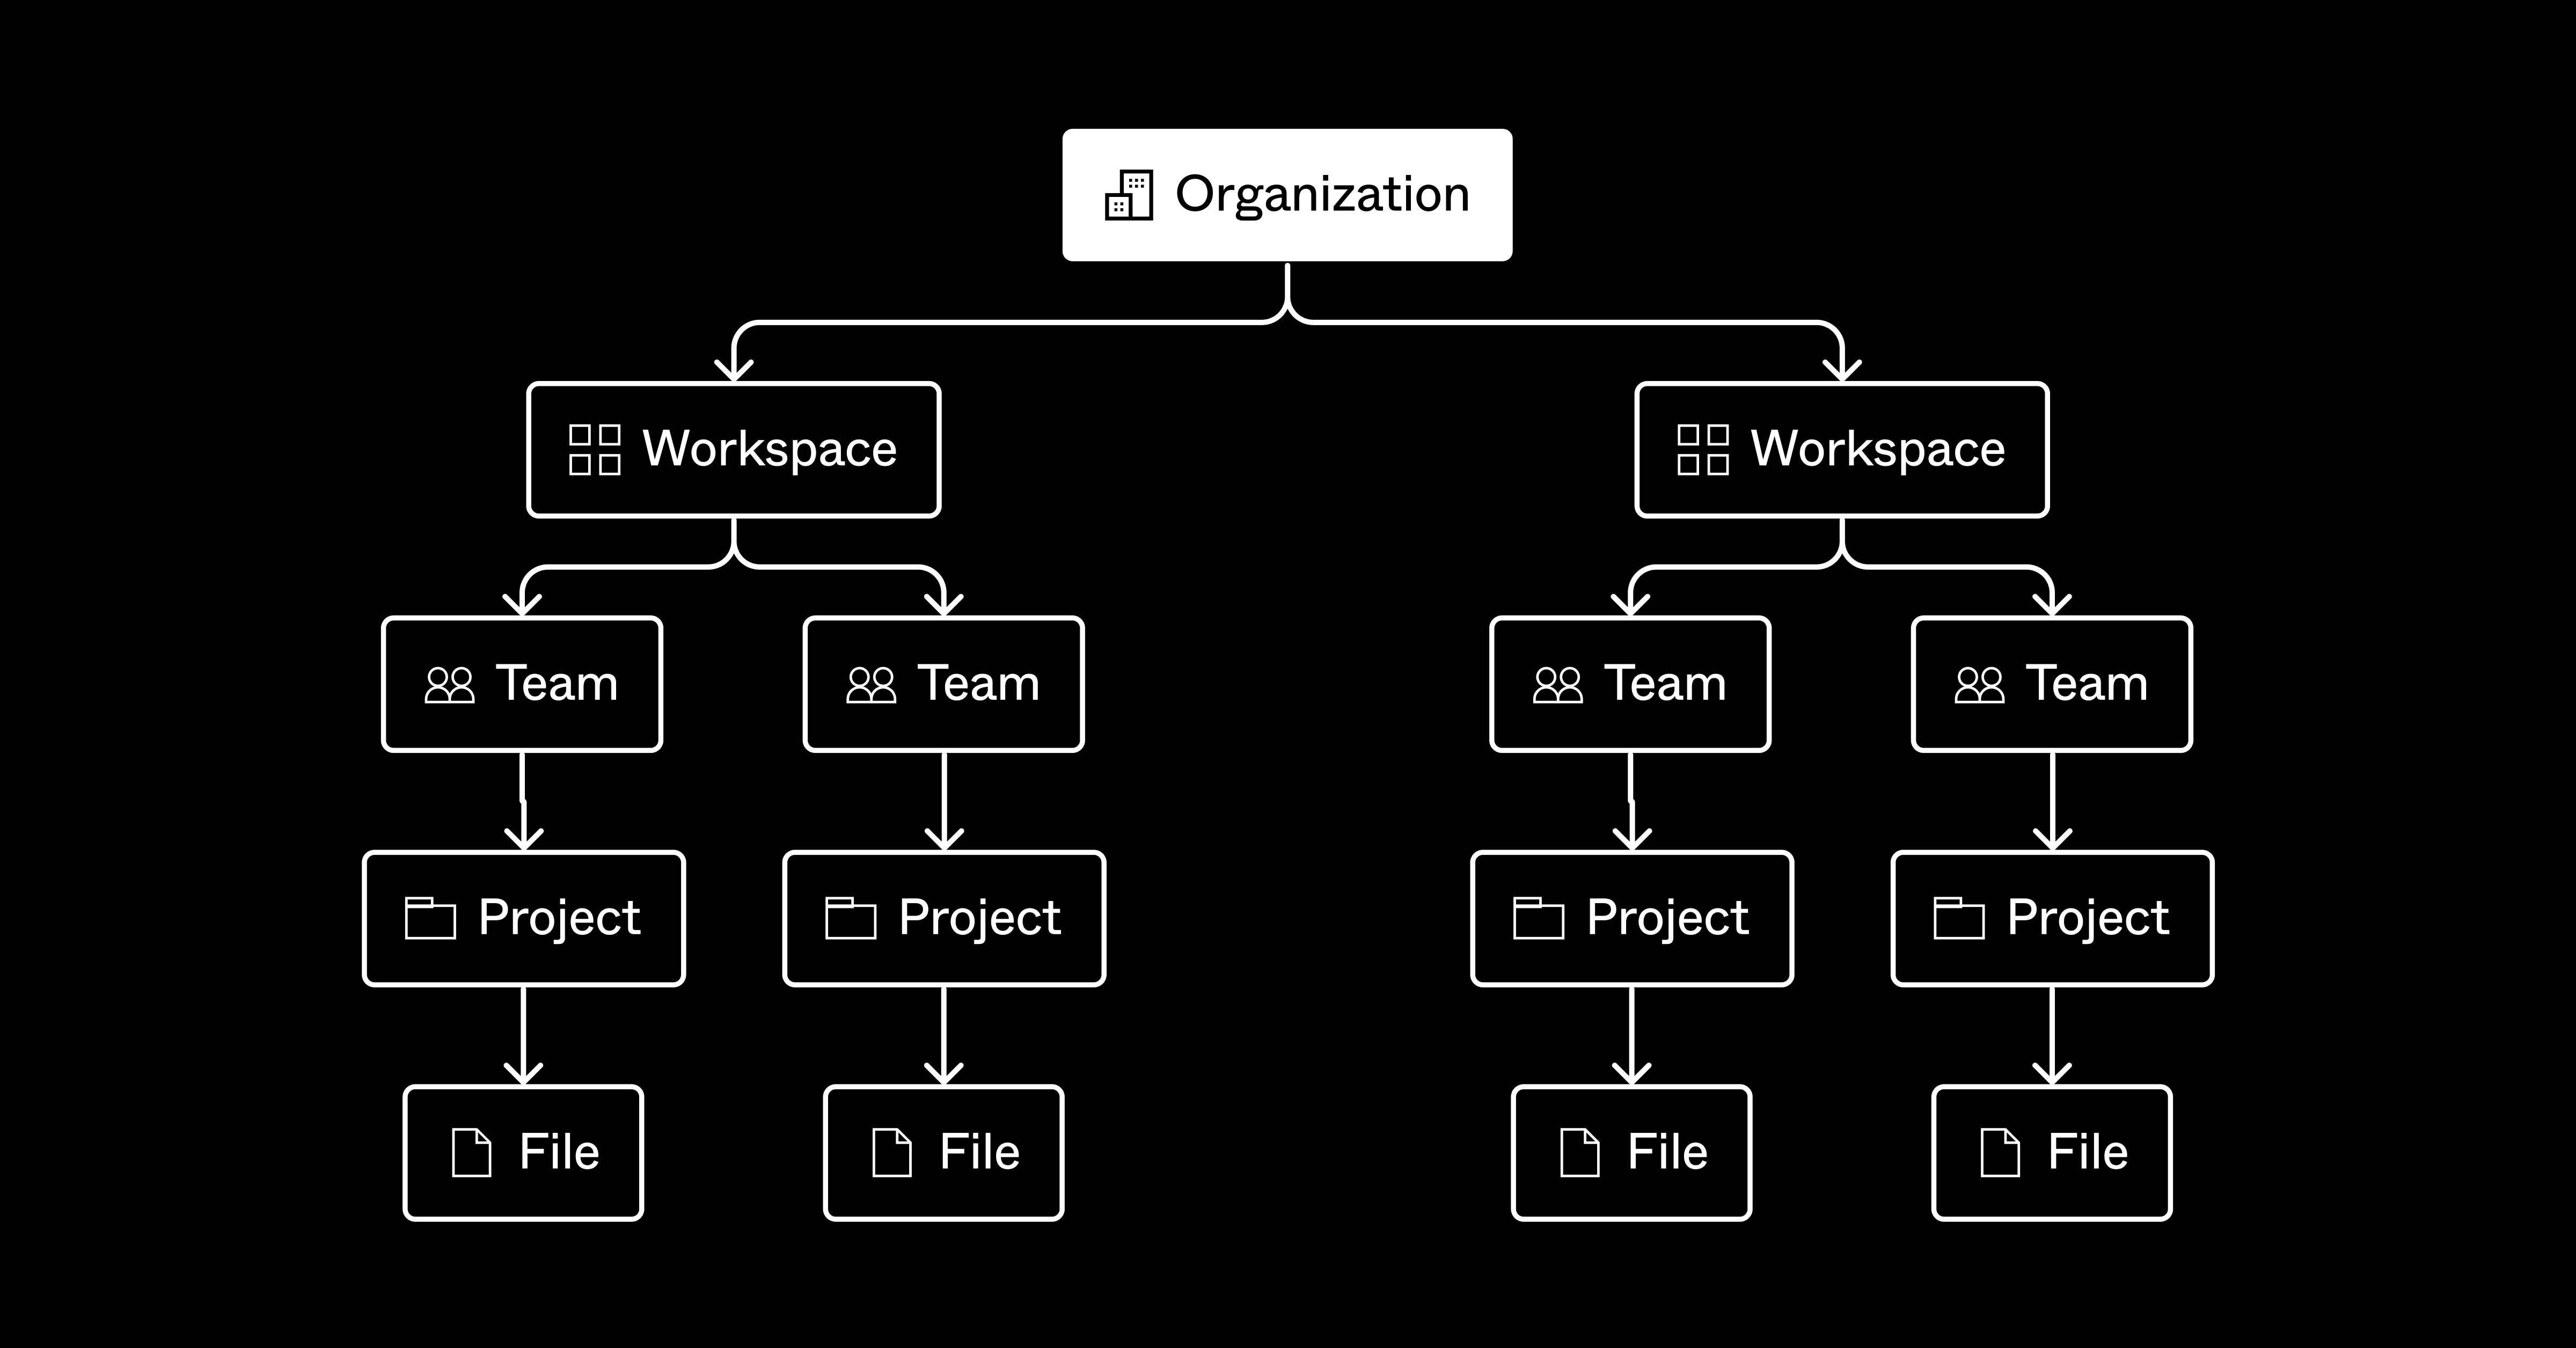 Organization
Workspace
Workspace
Team
Team
Team
Team
Project
Project
Project
Project
File
File
File
File